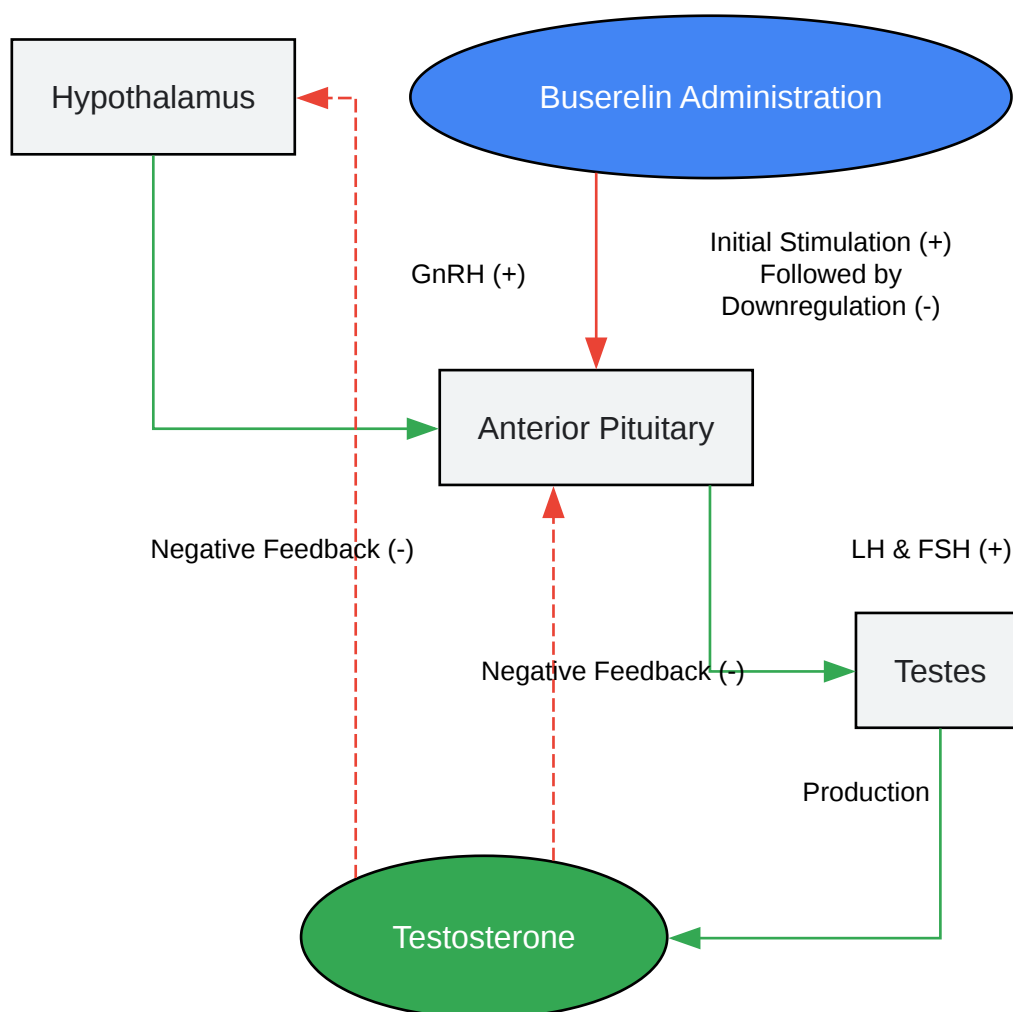 Hypothalamus
Buserelin Administration
GnRH (+)
Initial Stimulation (+)
Followed by
Downregulation (-)
Anterior Pituitary
Negative Feedback (-)
LH & FSH (+)
Negative Feedback (-)
Testes
Production
Testosterone